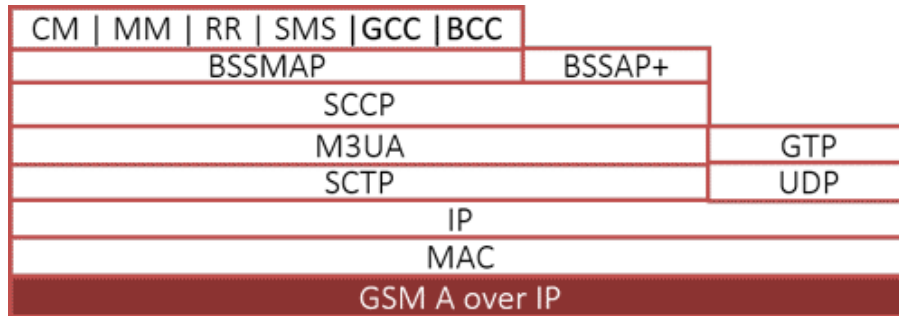 CM | MM | RR | SMS |GCC |BCC
BSSMAP BSSAP+
SCCP
M3UA GTP
SCTP UDP
IP
MAC
GSM A over IP